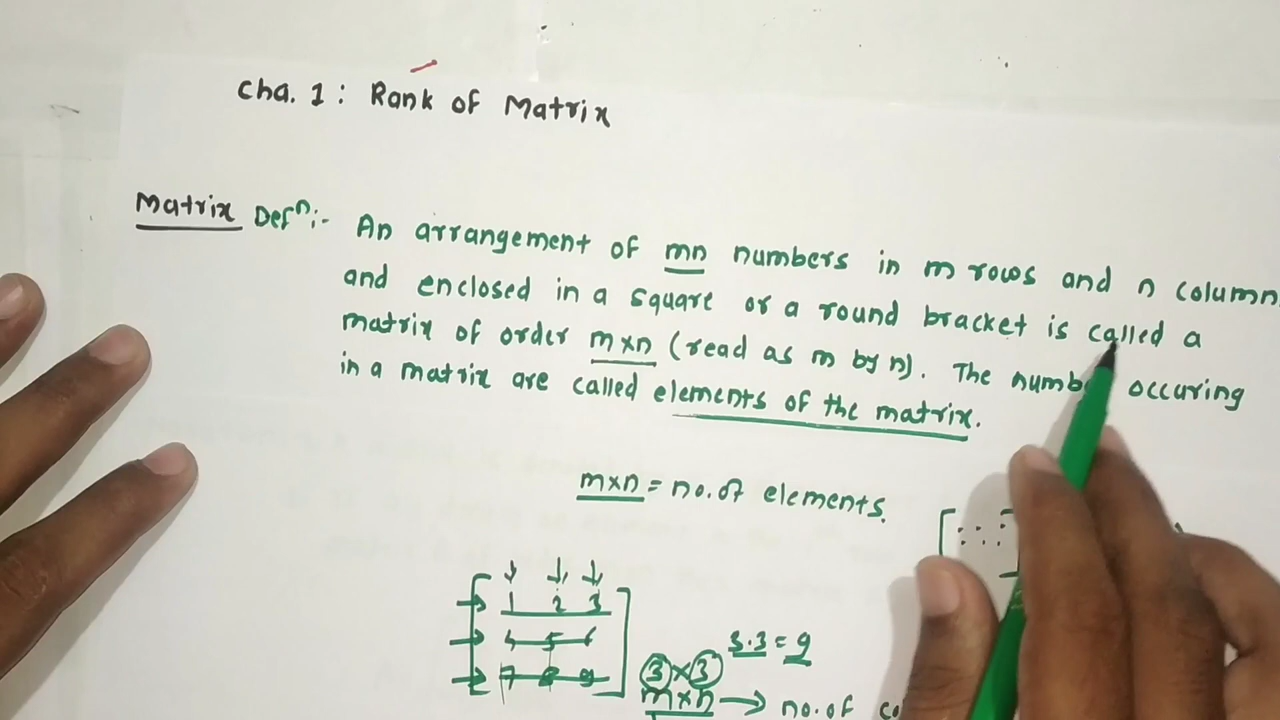 Cha. 1 : Rank of Matrix
Matrix Defⁿ:- An arrangement of mn numbers in m rows and n column
and enclosed in a square or a round bracket is called a
matrix of order m×n (read as m by n). The numbe occuring
in a matrix are called elements of the matrix.
m×n = no. of elements.
1 2 3
4 5 6
7 8 9
3·3 = 9
3×3
m×n → no. of co